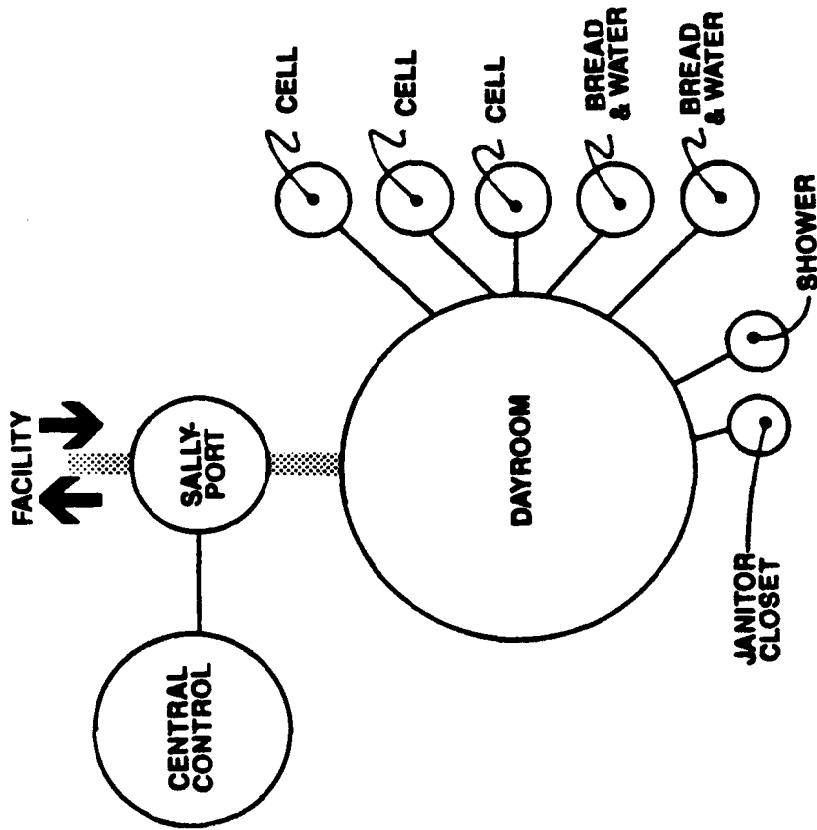 FACILITY
CENTRAL
CONTROL
SALLY-
PORT
CELL
CELL
CELL
DAYROOM
BREAD
& WATER
BREAD
& WATER
JANITOR
CLOSET
SHOWER